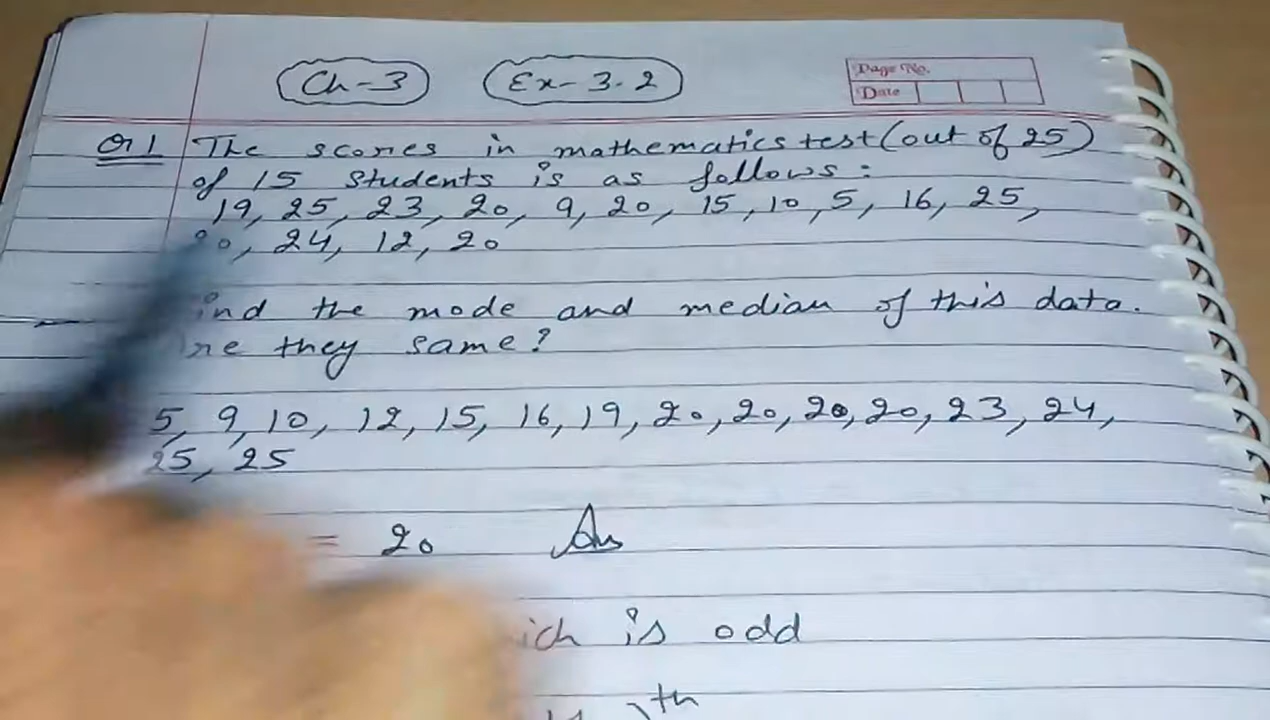 Ch-3 Ex-3.2
Page No.
Date
Q1 The scores in mathematics test (out of 25)
of 15 students is as follows:
19, 25, 23, 20, 9, 20, 15, 10, 5, 16, 25,
20, 24, 12, 20
ind the mode and median of this data.
re they same?
5, 9, 10, 12, 15, 16, 19, 20, 20, 20, 20, 23, 24,
25, 25
= 20 Ans
ich is odd
th